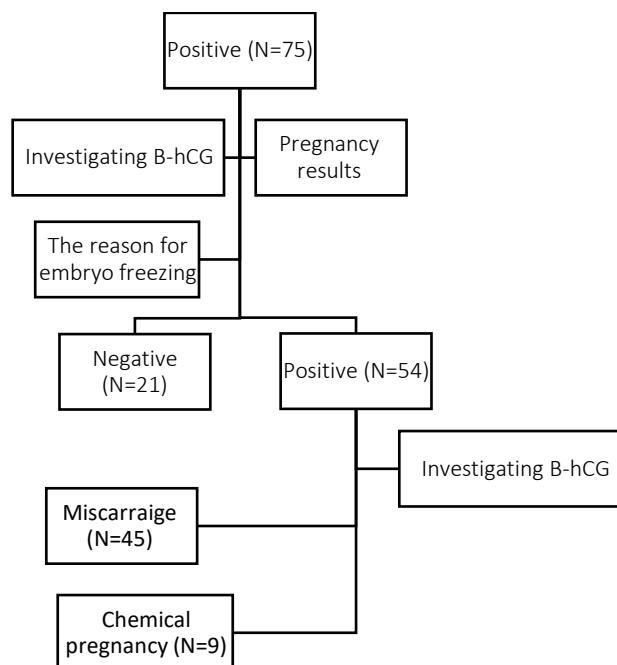 Positive (N=75)
Investigating B-hCG
Pregnancy
results
The reason for
embryo freezing
Negative
(N=21)
Positive (N=54)
Investigating B-hCG
Miscarraige
(N=45)
Chemical
pregnancy (N=9)